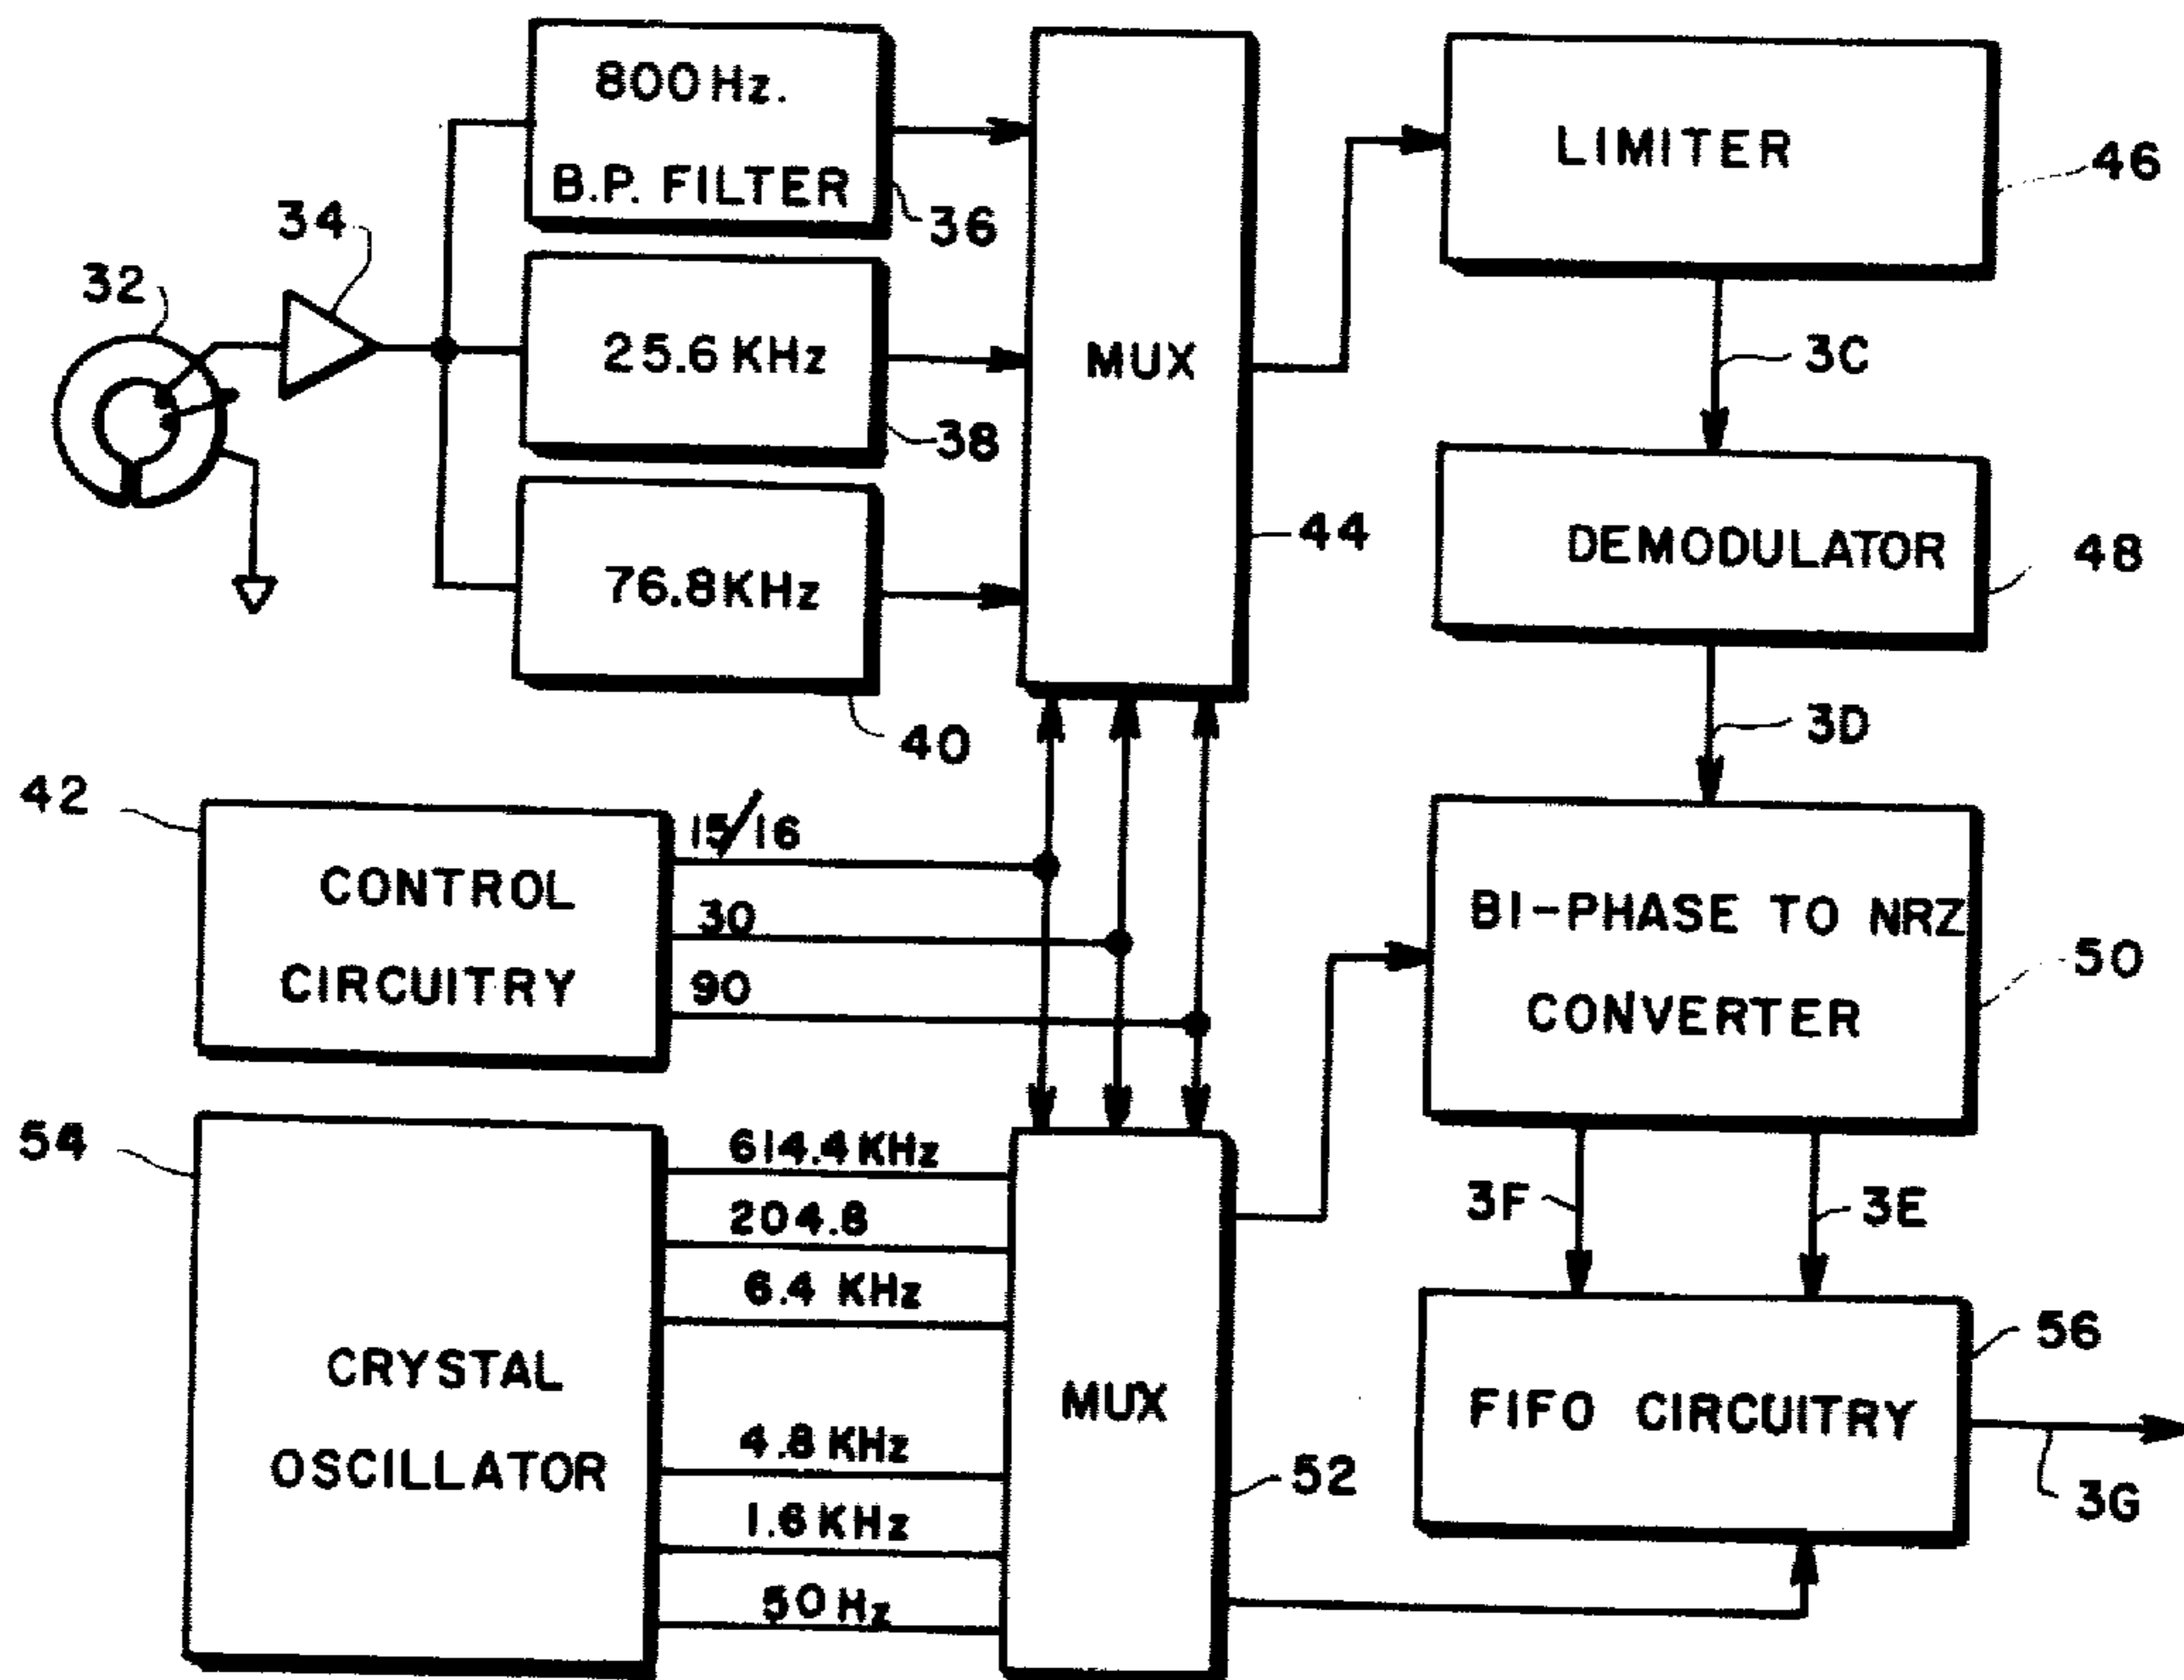 800 Hz.
B.P. FILTER
36
34
32
25.6 KHz
38
76.8 KHz
40
MUX
44
LIMITER
46
3C
DEMODULATOR
48
3D
42
CONTROL
CIRCUITRY
15/16
30
90
BI-PHASE TO NRZ
CONVERTER
50
54
CRYSTAL
OSCILLATOR
614.4 KHz
204.8
6.4 KHz
4.8 KHz
1.6 KHz
50 Hz
MUX
52
3F
3E
FIFO CIRCUITRY
56
3G